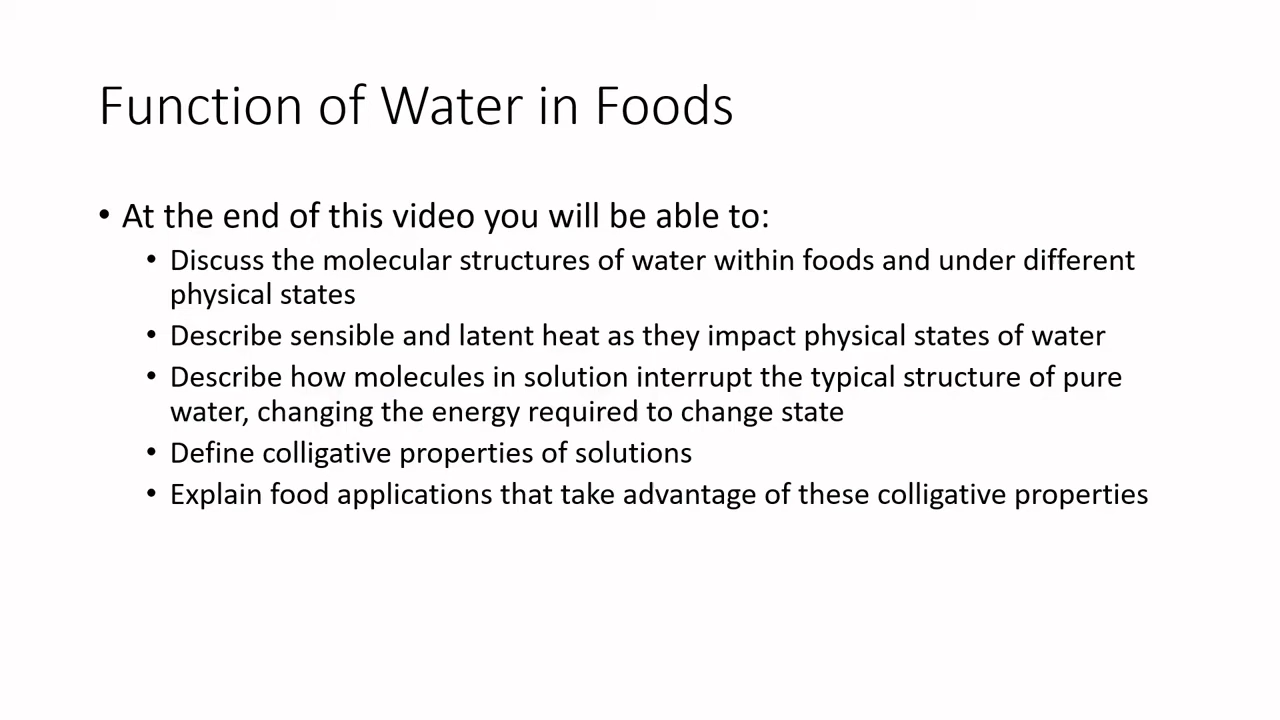 Function of Water in Foods
• At the end of this video you will be able to:
• Discuss the molecular structures of water within foods and under different
physical states
• Describe sensible and latent heat as they impact physical states of water
• Describe how molecules in solution interrupt the typical structure of pure
water, changing the energy required to change state
• Define colligative properties of solutions
• Explain food applications that take advantage of these colligative properties